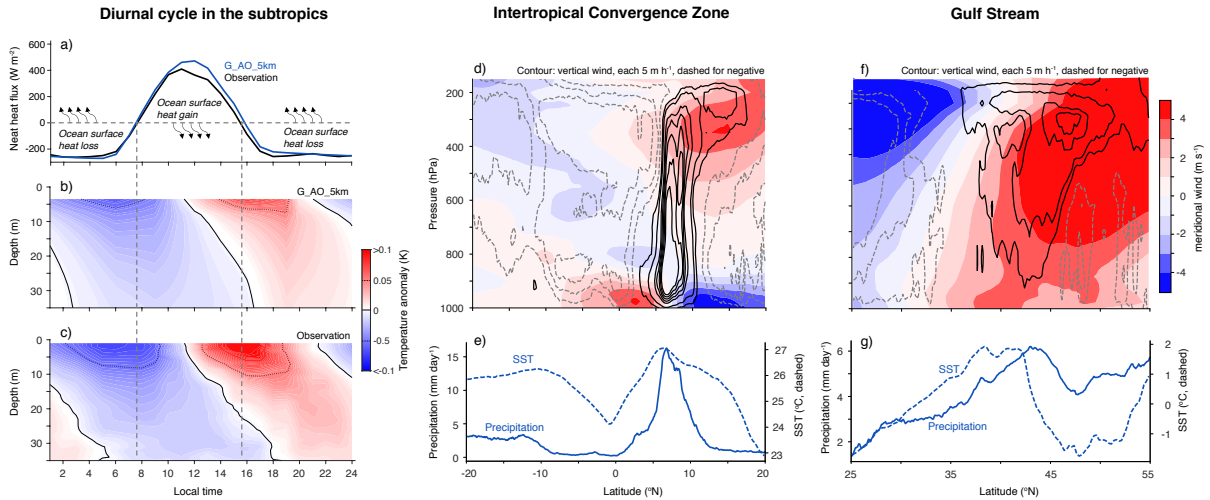 Diurnal cycle in the subtropics
Intertropical Convergence Zone
Gulf Stream
a)
600
400
200
0
-200
Neat heat flux (W m-2)
G_AO_5km
Observation
Ocean surface
heat gain
Ocean surface
heat loss
Ocean surface
heat loss
b)
G_AO_5km
0
10
20
30
Depth (m)
c)
Observation
0
10
20
30
Depth (m)
2 4 6 8 10 12 14 16 18 20 22 24
Local time
>0.1
0.05
0
-0.05
<-0.1
Temperature anomaly (K)
d)
Contour: vertical wind, each 5 m h-1, dashed for negative
200
400
600
800
1000
Pressure (hPa)
e)
15
10
5
0
Precipitation (mm day-1)
SST
Precipitation
27
26
25
24
23
SST (°C, dashed)
-20 -10 0 10 20
Latitude (°N)
f)
Contour: vertical wind, each 5 m h-1, dashed for negative
4
2
0
-2
-4
meridional wind (m s-1)
g)
6
4
2
Precipitation (mm day-1)
SST
Precipitation
2
1
0
-1
SST (°C, dashed)
25 35 45 55
Latitude (°N)